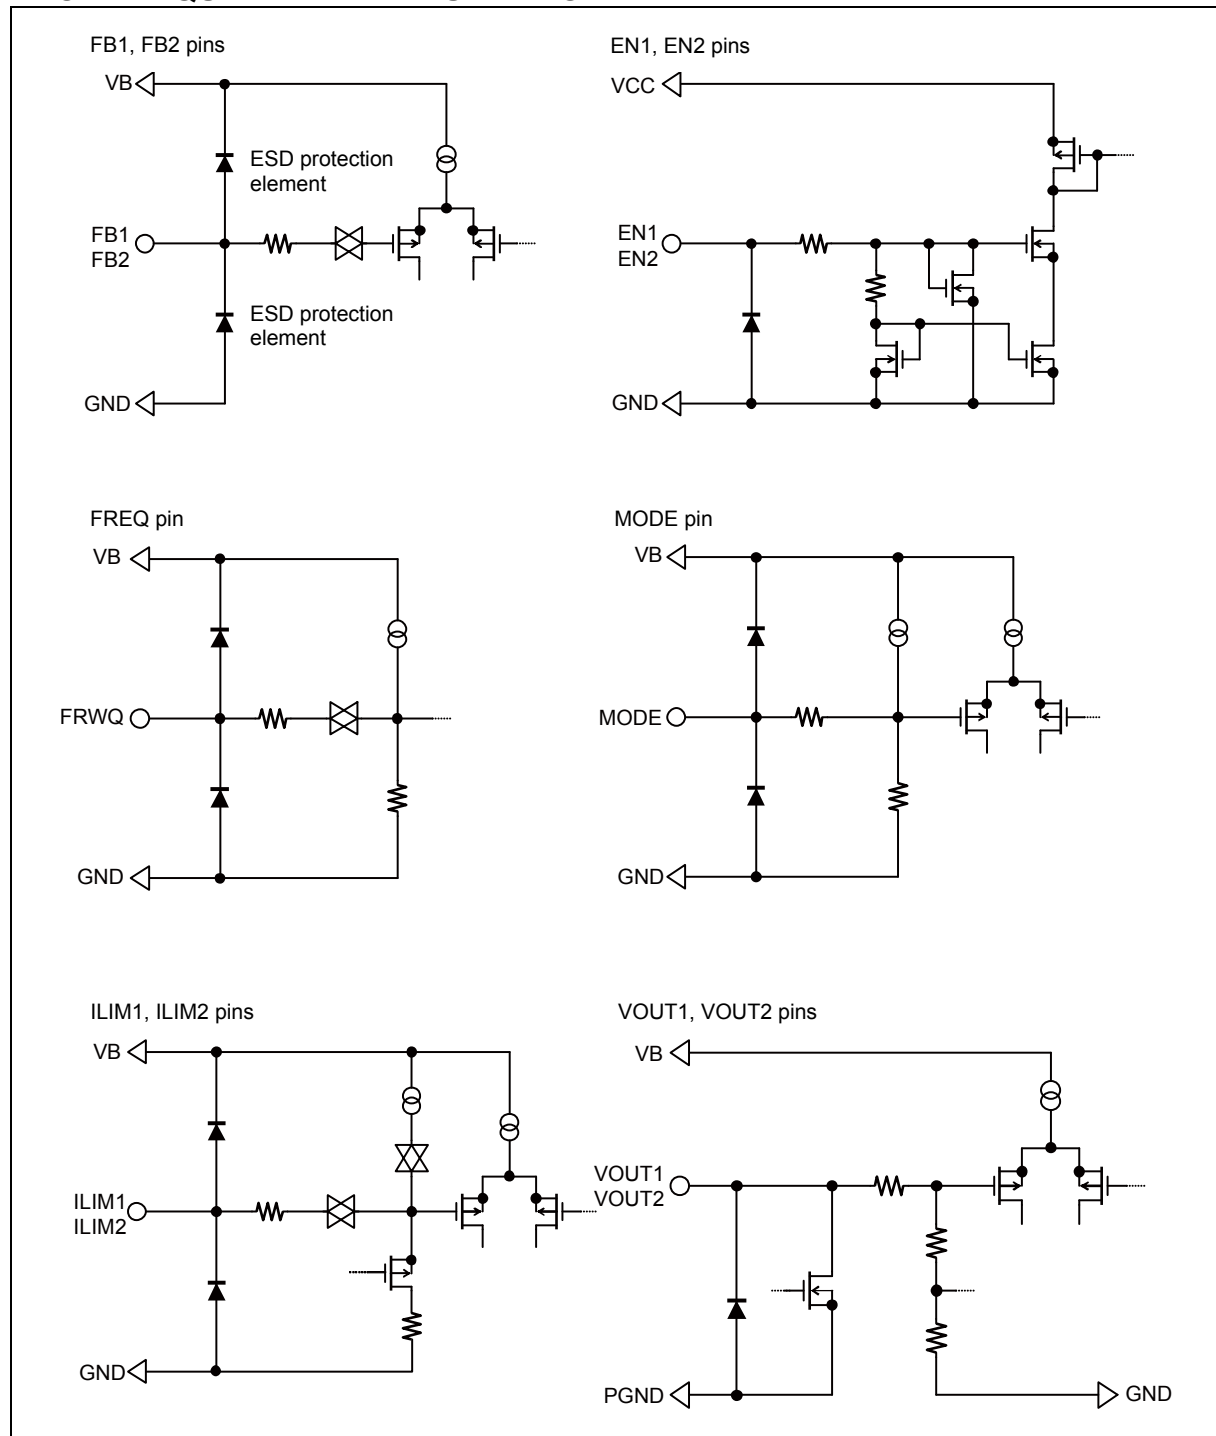 FB1, FB2 pins
VB
ESD protection
element
FB1
FB2
ESD protection
element
GND
EN1, EN2 pins
VCC
EN1
EN2
GND
FREQ pin
VB
FRWQ
GND
MODE pin
VB
MODE
GND
ILIM1, ILIM2 pins
VB
ILIM1
ILIM2
GND
VOUT1, VOUT2 pins
VB
VOUT1
VOUT2
PGND
GND